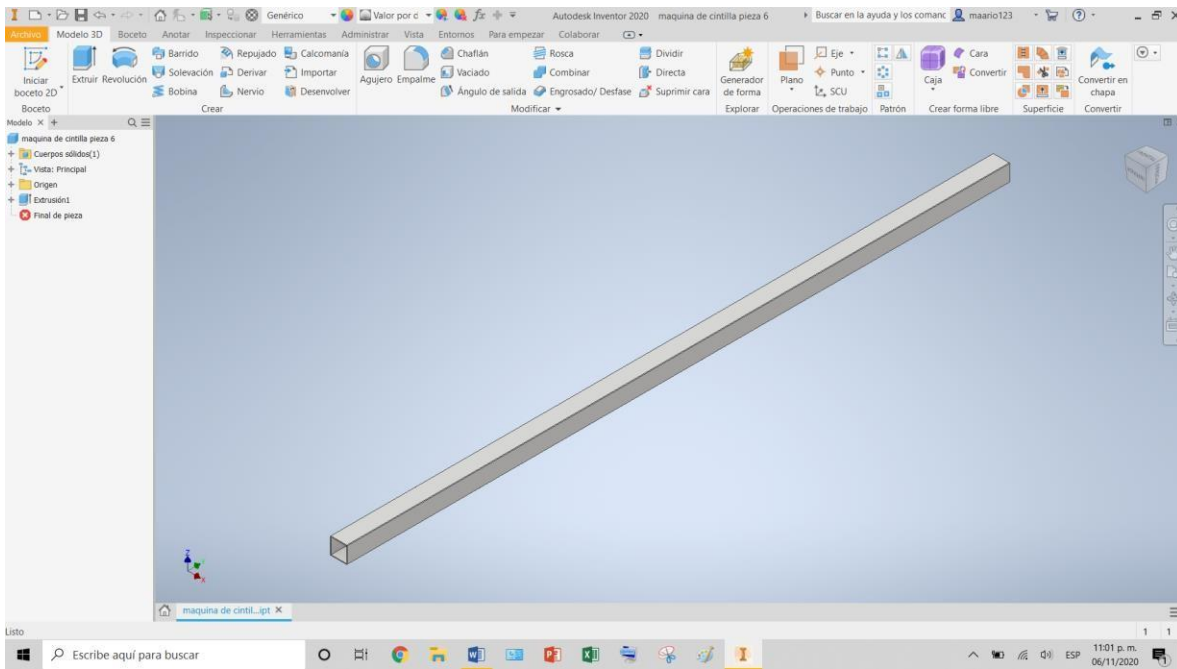 Genérico
Valor por d
Autodesk Inventor 2020 maquina de cintilla pieza 6
Buscar en la ayuda y los comanc
maario123
Archivo Modelo 3D Boceto Anotar Inspeccionar Herramientas Administrar Vista Entornos Para empezar Colaborar
Iniciar boceto 2D
Extruir
Revolución
Barrido Repujado Calcomanía
Solevación Derivar Importar
Bobina Nervio Desenvolver
Agujero
Empalme
Chaflán Rosca Dividir
Vaciado Combinar Directa
Ángulo de salida Engrosado/ Desfase Suprimir cara
Generador de forma
Plano
Eje
Punto
SCU
Caja
Cara
Convertir
Convertir en chapa
Boceto Crear Modificar Explorar Operaciones de trabajo Patrón Crear forma libre Superficie Convertir
Modelo
maquina de cintilla pieza 6
Cuerpos sólidos(1)
Vista: Principal
Origen
Extrusión1
Final de pieza
Z
X
maquina de cintil...ipt
Listo
1 1
Escribe aquí para buscar
ESP
11:01 p. m.
06/11/2020